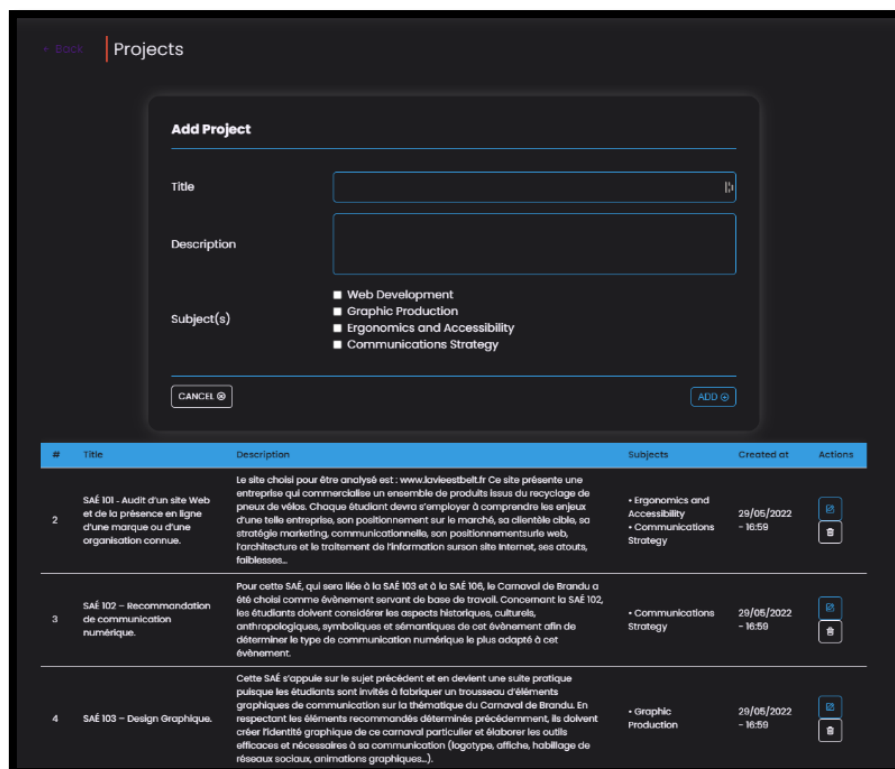 Back
Projects
Add Project
Title
Description
Subject(s)
Web Development
Graphic Production
Ergonomics and Accessibility
Communications Strategy
CANCEL
ADD
# Title Description Subjects Created at Actions
2
SAÉ 101 - Audit d'un site Web
et de la présence en ligne
d'une marque ou d'une
organisation connue.
Le site choisi pour être analysé est : www.lavieestbelt.fr Ce site présente une
entreprise qui commercialise un ensemble de produits issus du recyclage de
pneus de vélos. Chaque étudiant devra s'employer à comprendre les enjeux
d'une telle entreprise, son positionnement sur le marché, sa clientèle cible, sa
stratégie marketing, communicationnelle, son positionnementsurle web,
l'architecture et le traitement de l'information surson site Internet, ses atouts,
faiblesses...
• Ergonomics and
Accessibility
• Communications
Strategy
29/05/2022
- 16:59
3
SAÉ 102 – Recommandation
de communication
numérique.
Pour cette SAÉ, qui sera liée à la SAÉ 103 et à la SAÉ 106, le Carnaval de Brandu a
été choisi comme évènement servant de base de travail. Concernant la SAÉ 102,
les étudiants doivent considérer les aspects historiques, culturels,
anthropologiques, symboliques et sémantiques de cet évènement afin de
déterminer le type de communication numérique le plus adapté à cet
évènement.
• Communications
Strategy
29/05/2022
- 16:59
4
SAÉ 103 – Design Graphique.
Cette SAÉ s'appuie sur le sujet précédent et en devient une suite pratique
puisque les étudiants sont invités à fabriquer un trousseau d'éléments
graphiques de communication sur la thématique du Carnaval de Brandu. En
respectant les éléments recommandés déterminés précédemment, ils doivent
créer l'identité graphique de ce carnaval particulier et élaborer les outils
efficaces et nécessaires à sa communication (logotype, affiche, habillage de
réseaux sociaux, animations graphiques...).
• Graphic
Production
29/05/2022
- 16:59